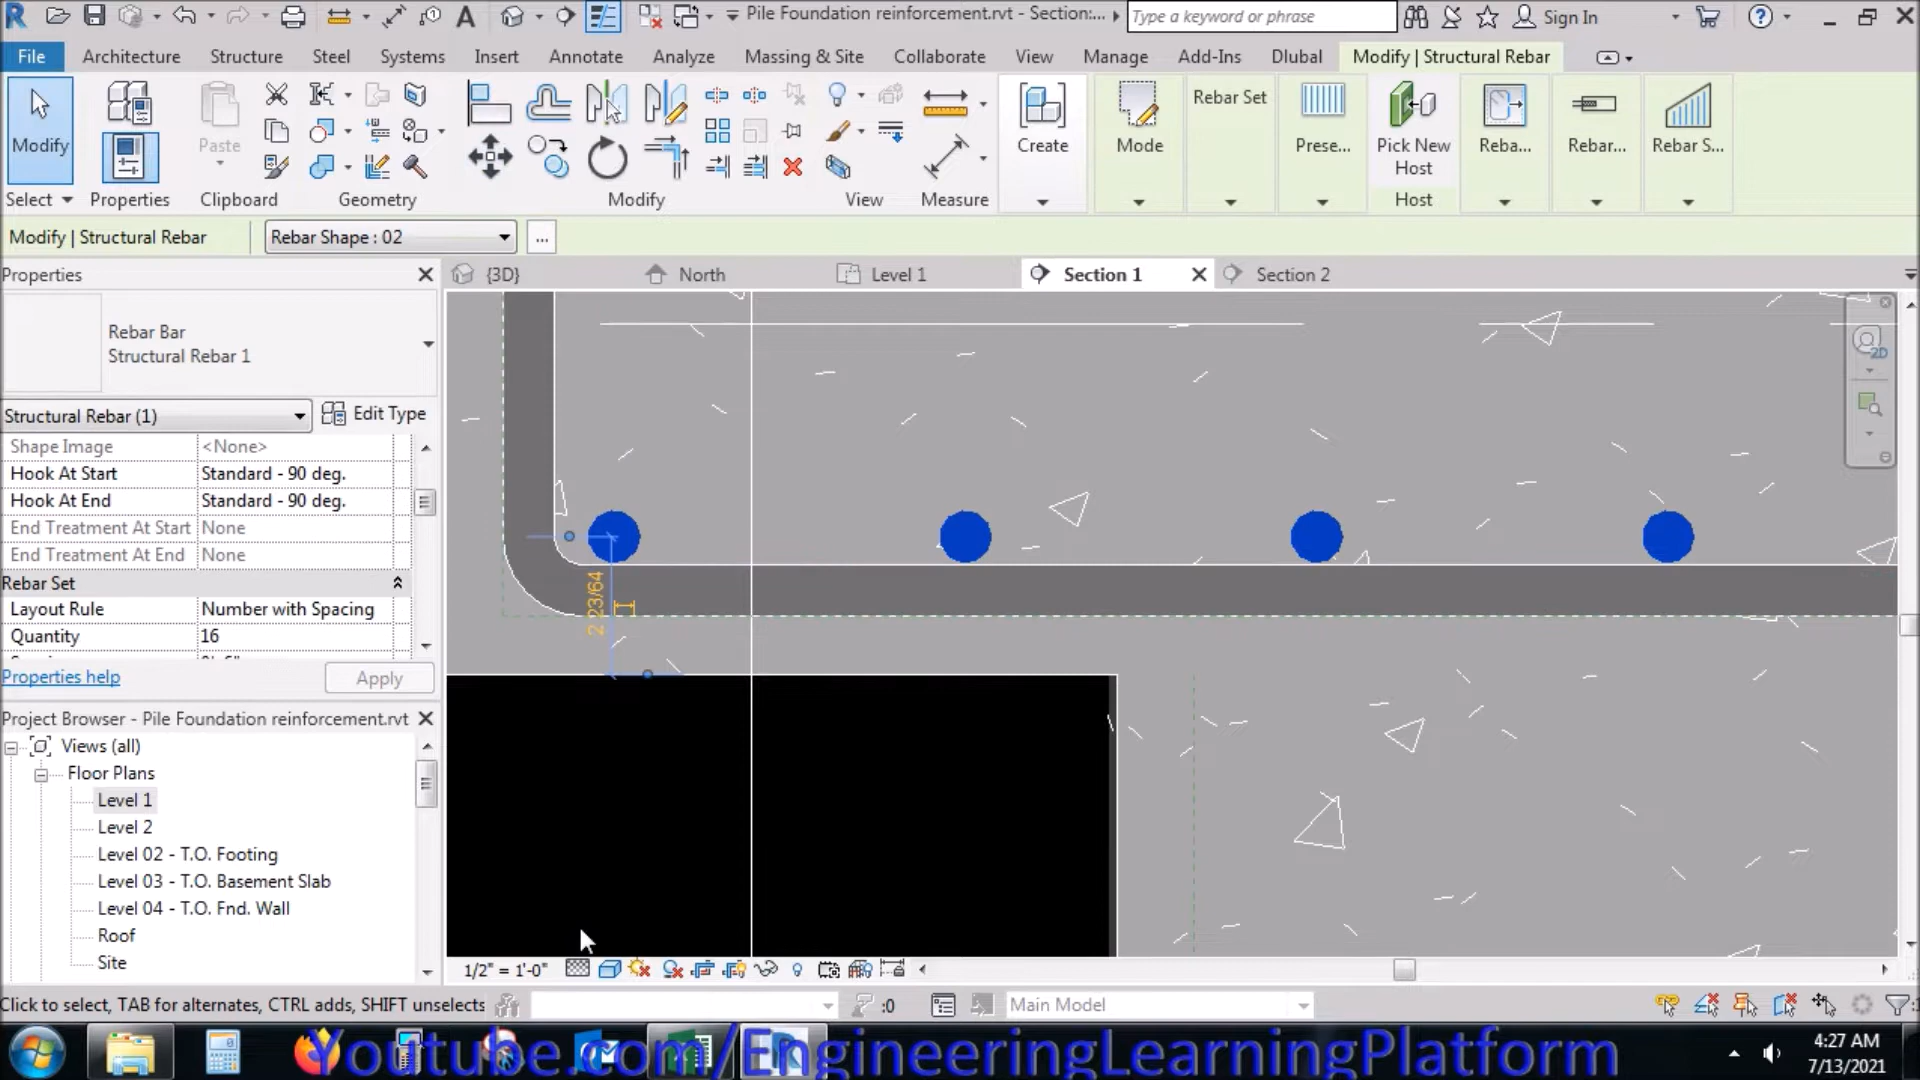 Pile Foundation reinforcement.rvt - Section:...
Type a keyword or phrase
Sign In
File Architecture Structure Steel Systems Insert Annotate Analyze Massing & Site Collaborate View Manage Add-Ins Dlubal Modify | Structural Rebar
Modify Paste Create Mode Rebar Set Prese... Pick New Host Reba... Rebar... Rebar S...
Select Properties Clipboard Geometry Modify View Measure Host
Modify | Structural Rebar Rebar Shape : 02 ...
Properties
{3D} North Level 1 Section 1 Section 2
Rebar Bar
Structural Rebar 1
Structural Rebar (1) Edit Type
Shape Image <None>
Hook At Start Standard - 90 deg.
Hook At End Standard - 90 deg.
End Treatment At Start None
End Treatment At End None
Rebar Set
Layout Rule Number with Spacing
Quantity 16
Properties help Apply
2 23/64
2D
Project Browser - Pile Foundation reinforcement.rvt
Views (all)
Floor Plans
Level 1
Level 2
Level 02 - T.O. Footing
Level 03 - T.O. Basement Slab
Level 04 - T.O. Fnd. Wall
Roof
Site
1/2" = 1'-0"
Click to select, TAB for alternates, CTRL adds, SHIFT unselects :0 Main Model
Youtube.com/EngineeringLearningPlatform
4:27 AM
7/13/2021